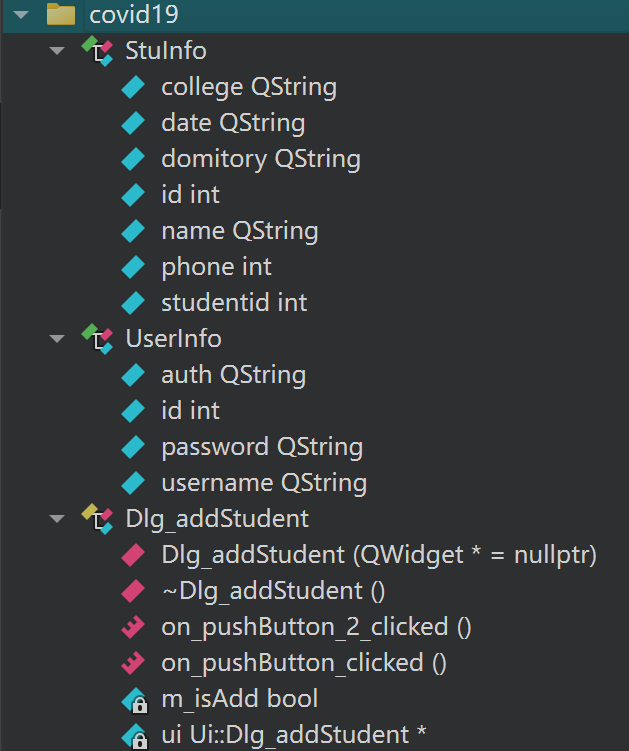 covid19
StuInfo
college QString
date QString
domitory QString
id int
name QString
phone int
studentid int
UserInfo
auth QString
id int
password QString
username QString
Dlg_addStudent
Dlg_addStudent (QWidget * = nullptr)
~Dlg_addStudent ()
on_pushButton_2_clicked ()
on_pushButton_clicked ()
m_isAdd bool
ui Ui::Dlg_addStudent *